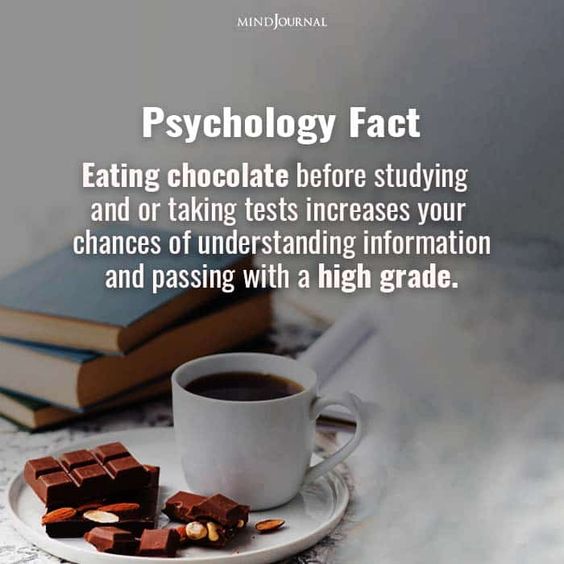 MINDJOURNAL
Psychology Fact
Eating chocolate before studying
and or taking tests increases your
chances of understanding information
and passing with a high grade.